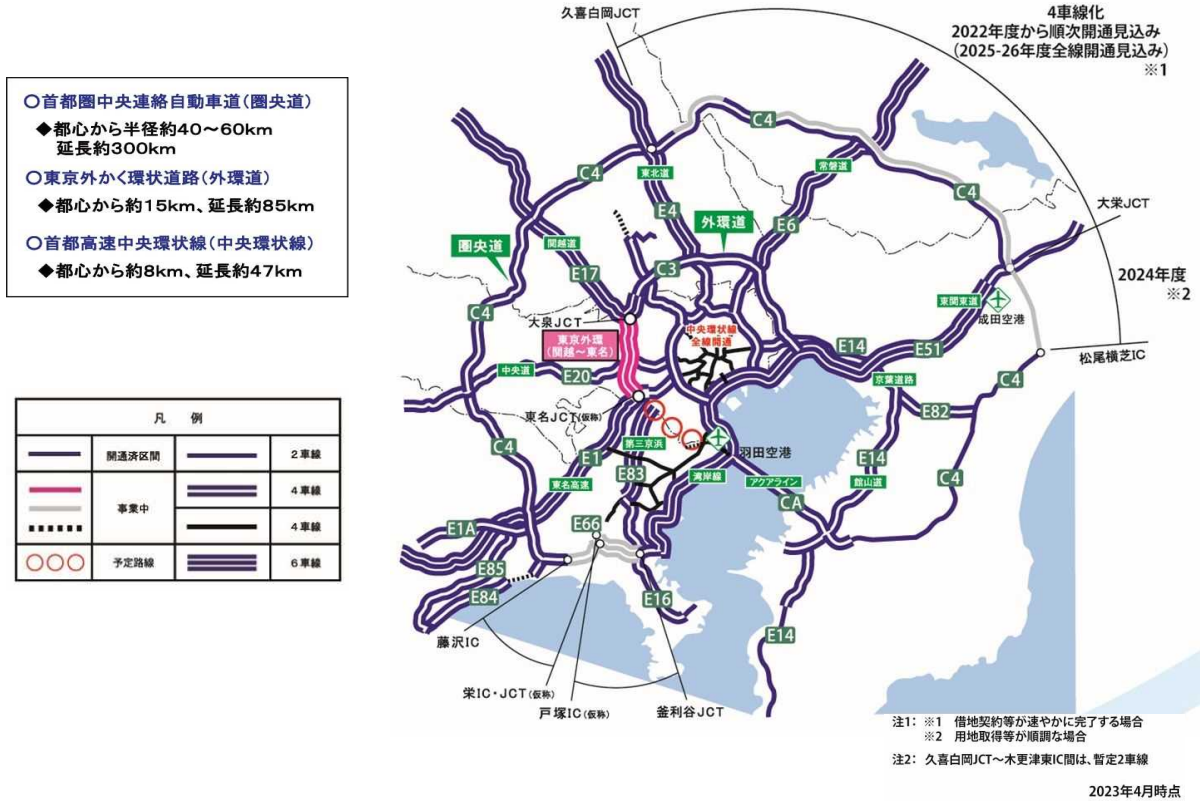 久喜白岡JCT
4車線化
2022年度から順次開通見込み
(2025-26年度全線開通見込み)
※1
○首都圏中央連絡自動車道(圏央道)
◆都心から半径約40～60km
延長約300km
○東京外かく環状道路(外環道)
◆都心から約15km、延長約85km
○首都高速中央環状線(中央環状線)
◆都心から約8km、延長約47km
C4
常磐道
C4
東北道
C4
大栄JCT
E4
外環道
E6
圏央道
関越道
E17
C3
2024年度
※2
東関東道
成田空港
C4
大泉JCT
東京外環
(関越～東名)
中央環状線
全線開通
E14
E51
松尾横芝IC
中央道
E20
京葉道路
C4
E82
東名JCT(仮称)
第三京浜
羽田空港
C4
E1
E83
湾岸線
アクアライン
E14
館山道
C4
東名高速
CA
E66
E1A
E85
E84
E16
E14
藤沢IC
栄IC・JCT(仮称)
戸塚IC(仮称)
釜利谷JCT
凡 例
開通済区間
2車線
事業中
4車線
4車線
予定路線
6車線
注1: ※1 借地契約等が速やかに完了する場合
※2 用地取得等が順調な場合
注2: 久喜白岡JCT～木更津東IC間は、暫定2車線
2023年4月時点